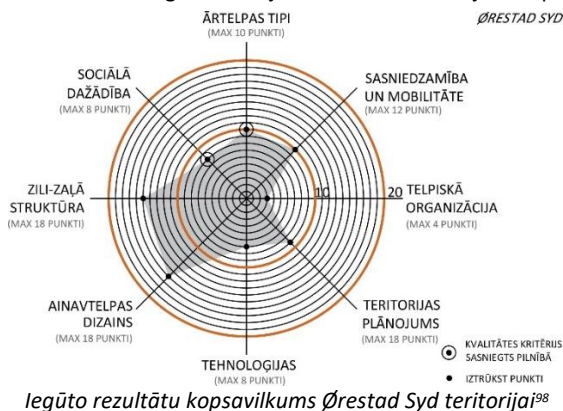 ĀRTELPAS TIPI
(MAX 10 PUNKTI)
ØRESTAD SYD
SOCIĀLĀ
DAŽĀDĪBA
(MAX 8 PUNKTI)
SASNIEDZAMĪBA
UN MOBILITĀTE
(MAX 12 PUNKTI)
ZILI-ZAĻĀ
STRUKTŪRA
(MAX 18 PUNKTI)
10
20
TELPISKĀ
ORGANIZĀCIJA
(MAX 4 PUNKTI)
AINAVTELPAS
DIZAINS
(MAX 18 PUNKTI)
TERITORIJAS
PLĀNOJUMS
(MAX 18 PUNKTI)
TEHNOLOĢIJAS
(MAX 8 PUNKTI)
KVALITĀTES KRITĒRIJS
SASNIEGTS PILNĪBĀ
IZTRŪKST PUNKTI
Iegūto rezultātu kopsavilkums Ørestad Syd teritorijai⁹⁸